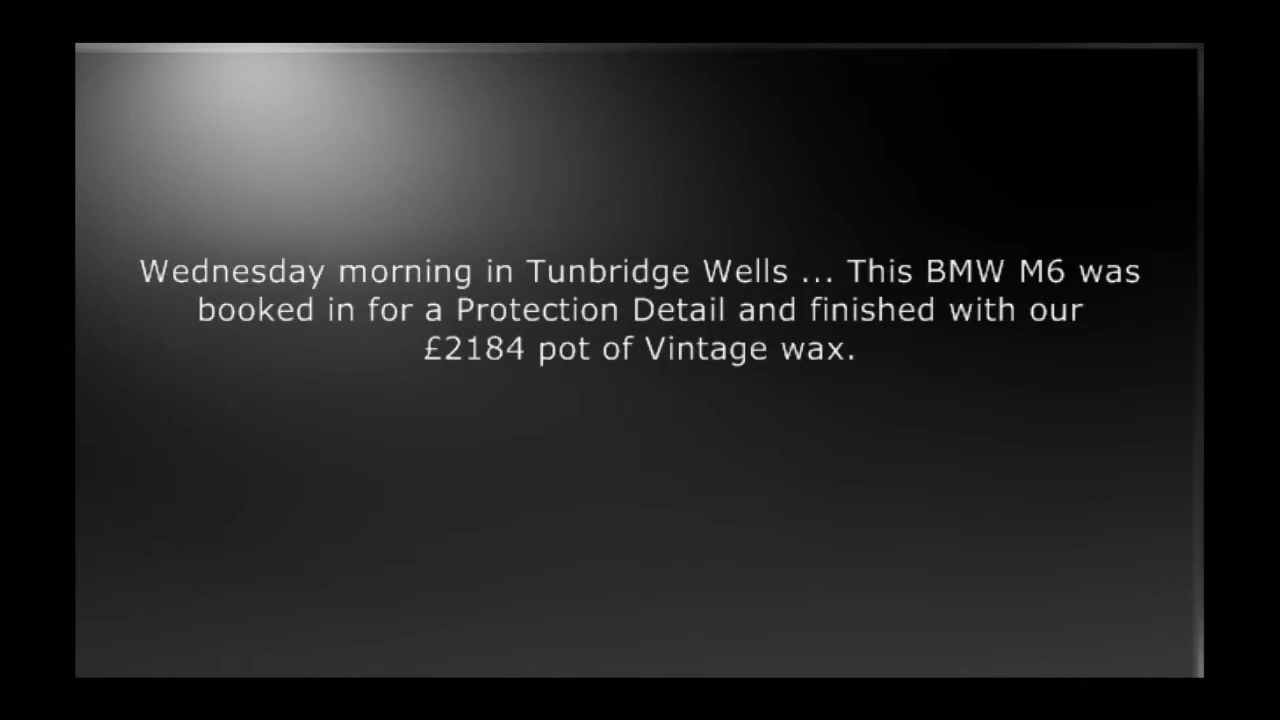 Wednesday morning in Tunbridge Wells ... This BMW M6 was
booked in for a Protection Detail and finished with our
£2184 pot of Vintage wax.